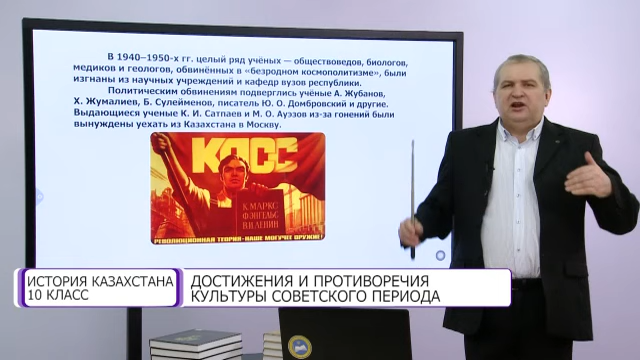 В 1940–1950-х гг. целый ряд учёных — обществоведов, биологов,
медиков и геологов, обвинённых в «безродном космополитизме», были
изгнаны из научных учреждений и кафедр вузов республики.
Политическим обвинениям подверглись учёные А. Жубанов,
Х. Жумалиев, Б. Сулейменов, писатель Ю. О. Домбровский и другие.
Выдающиеся ученые К. И. Сатпаев и М. О. Ауэзов из-за гонений были
вынуждены уехать из Казахстана в Москву.
КЛСС
К. МАРКС
Ф. ЭНГЕЛЬС
В. И. ЛЕНИН
РЕВОЛЮЦИОННАЯ ТЕОРИЯ - НАШЕ МОГУЧЕЕ ОРУЖИЕ!
ИСТОРИЯ КАЗАХСТАНА
10 КЛАСС
ДОСТИЖЕНИЯ И ПРОТИВОРЕЧИЯ
КУЛЬТУРЫ СОВЕТСКОГО ПЕРИОДА